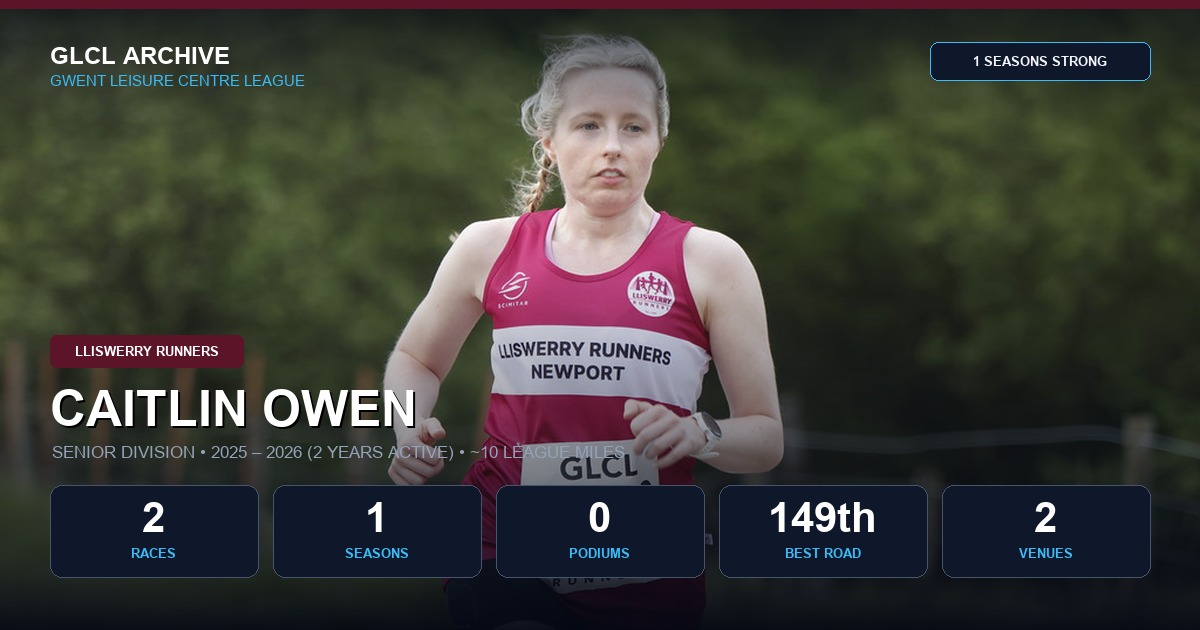 GLCL ARCHIVE
GWENT LEISURE CENTRE LEAGUE
1 SEASONS STRONG
SCIMITAR
LLISWERRY
RUNNERS
LLISWERRY RUNNERS
NEWPORT
LLISWERRY RUNNERS
CAITLIN OWEN
SENIOR DIVISION • 2025 – 2026 (2 YEARS ACTIVE) • ~10 LEAGUE MILES
GLCL
2
RACES
1
SEASONS
0
PODIUMS
149th
BEST ROAD
2
VENUES